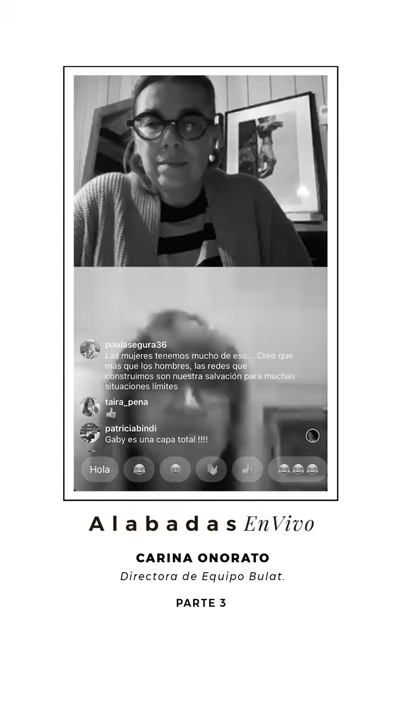 paulasegura36
Las mujeres tenemos mucho de eso... Creo que
más que los hombres, las redes que
construimos son nuestra salvación para muchas
situaciones límites
taira_pena
patriciabindi
Gaby es una capa total !!!!
Hola
Alabadas EnVivo
CARINA ONORATO
Directora de Equipo Bulat.
PARTE 3